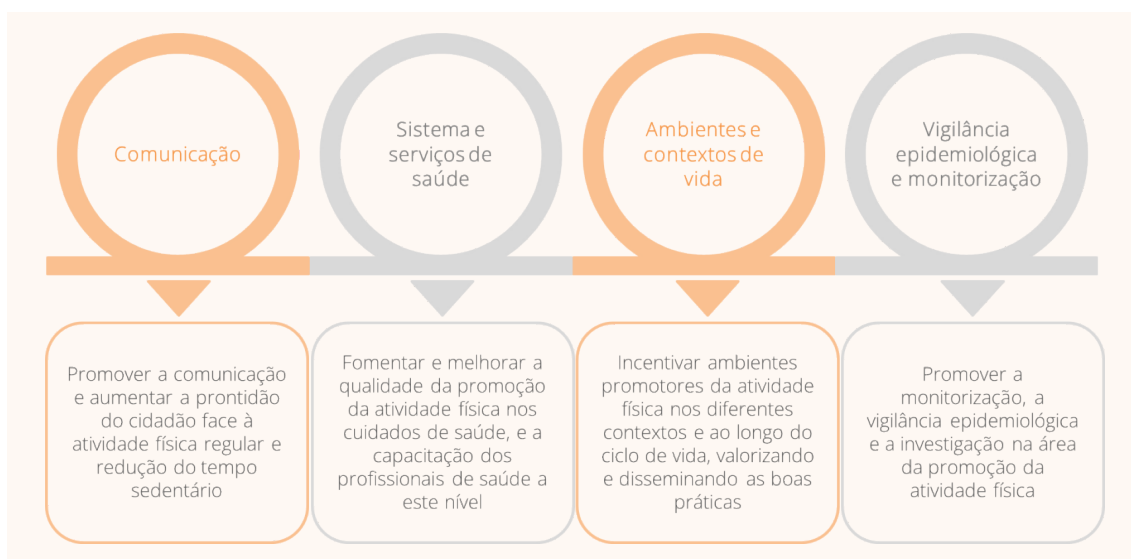 Comunicação
Sistema e
serviços de
saúde
Ambientes e
contextos de
vida
Vigilância
epidemiológica
e monitorização
Promover a comunicação
e aumentar a prontidão
do cidadão face à
atividade física regular e
redução do tempo
sedentário
Fomentar e melhorar a
qualidade da promoção
da atividade física nos
cuidados de saúde, e a
capacitação dos
profissionais de saúde a
este nível
Incentivar ambientes
promotores da atividade
física nos diferentes
contextos e ao longo do
ciclo de vida, valorizando
e disseminando as boas
práticas
Promover a
monitorização, a
vigilância epidemiológica
e a investigação na área
da promoção da
atividade física